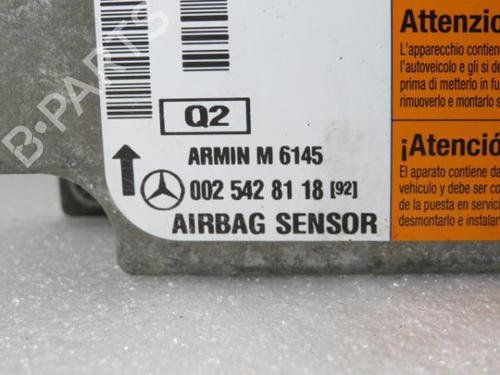 B-PARTS
Q2
ARMIN M 6145
002 542 81 18 [92]
AIRBAG SENSOR
Attenzio
L'apparecchio contien
l'autoveicolo e gli si de
prima di metterlo in fu
rimuoverlo e montarlo s
¡Atenció
El aparato contiene da
vehículo y debe ser co
de la puesta en servici
desmontarlo e instalar